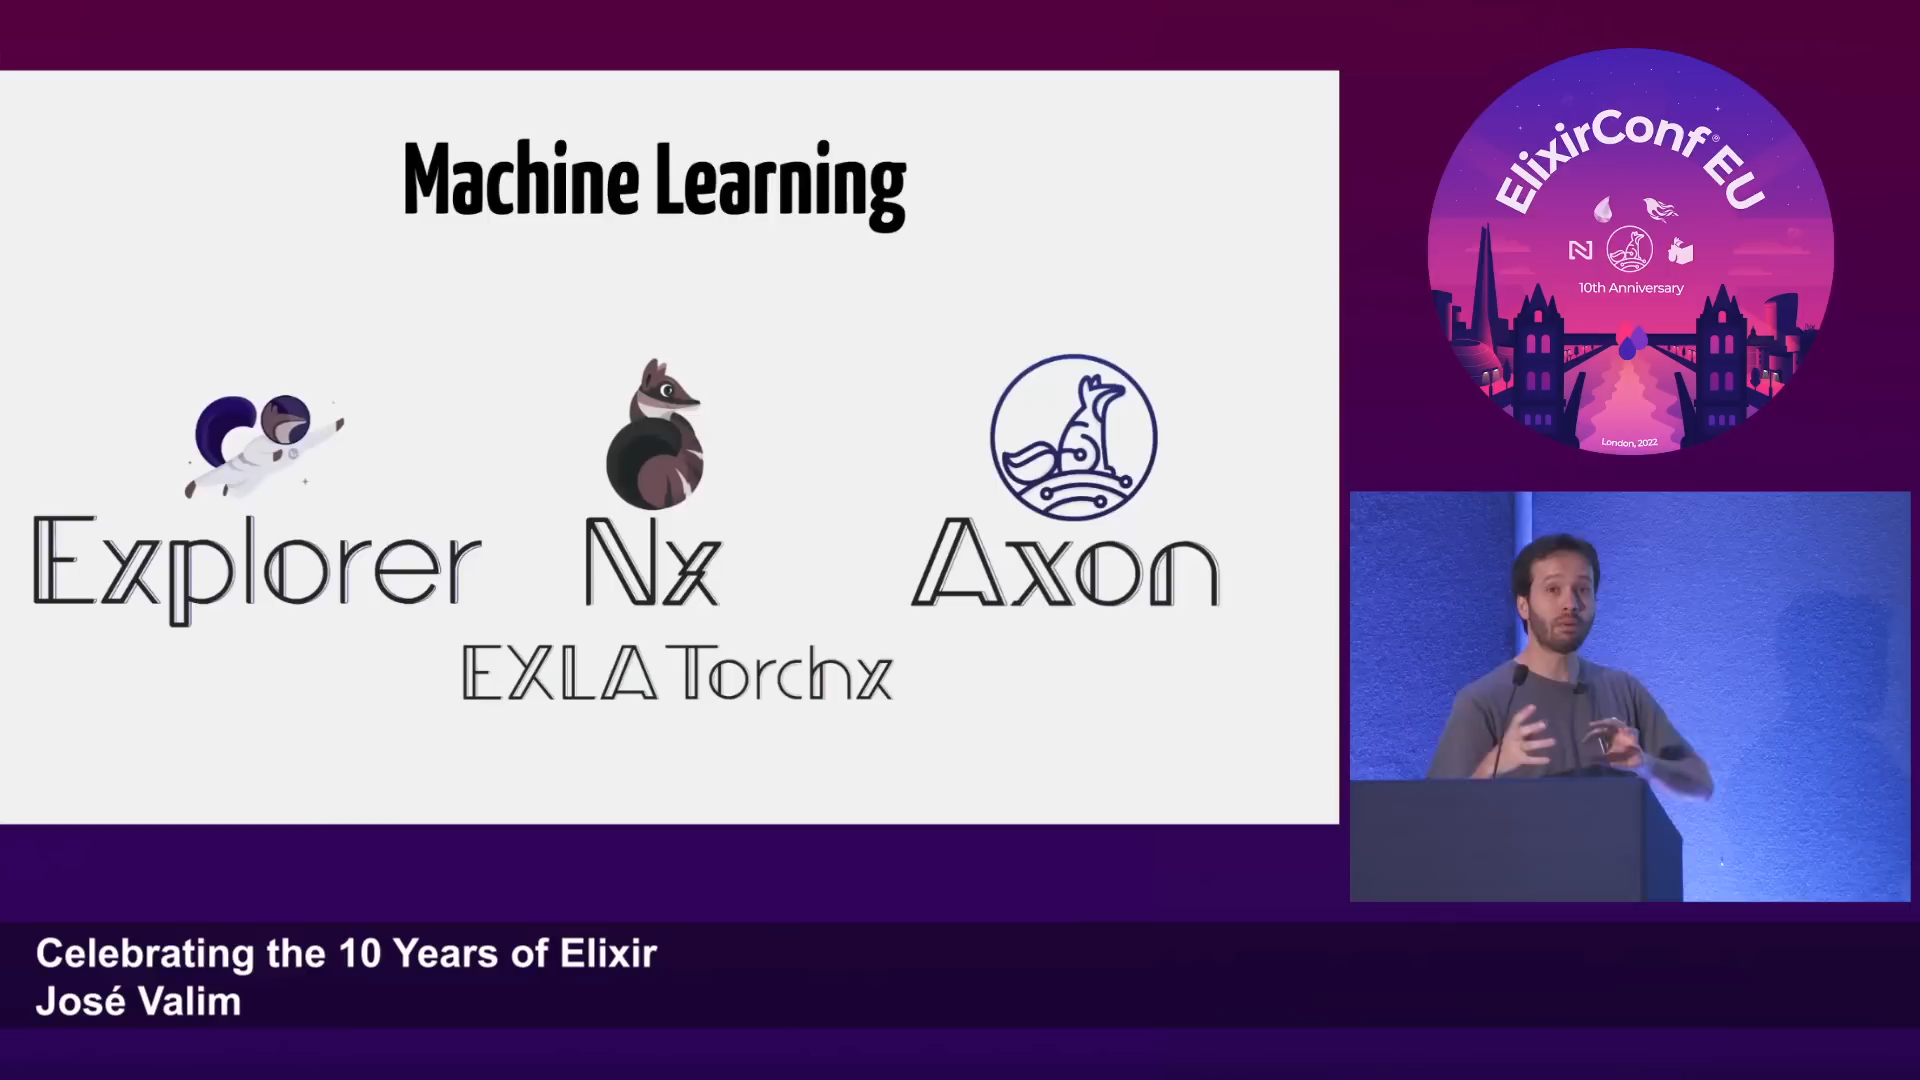 Machine Learning
Explorer
Nx
Axon
EXLA Torchx
ElixirConf® EU
10th Anniversary
London, 2022
Celebrating the 10 Years of Elixir
José Valim